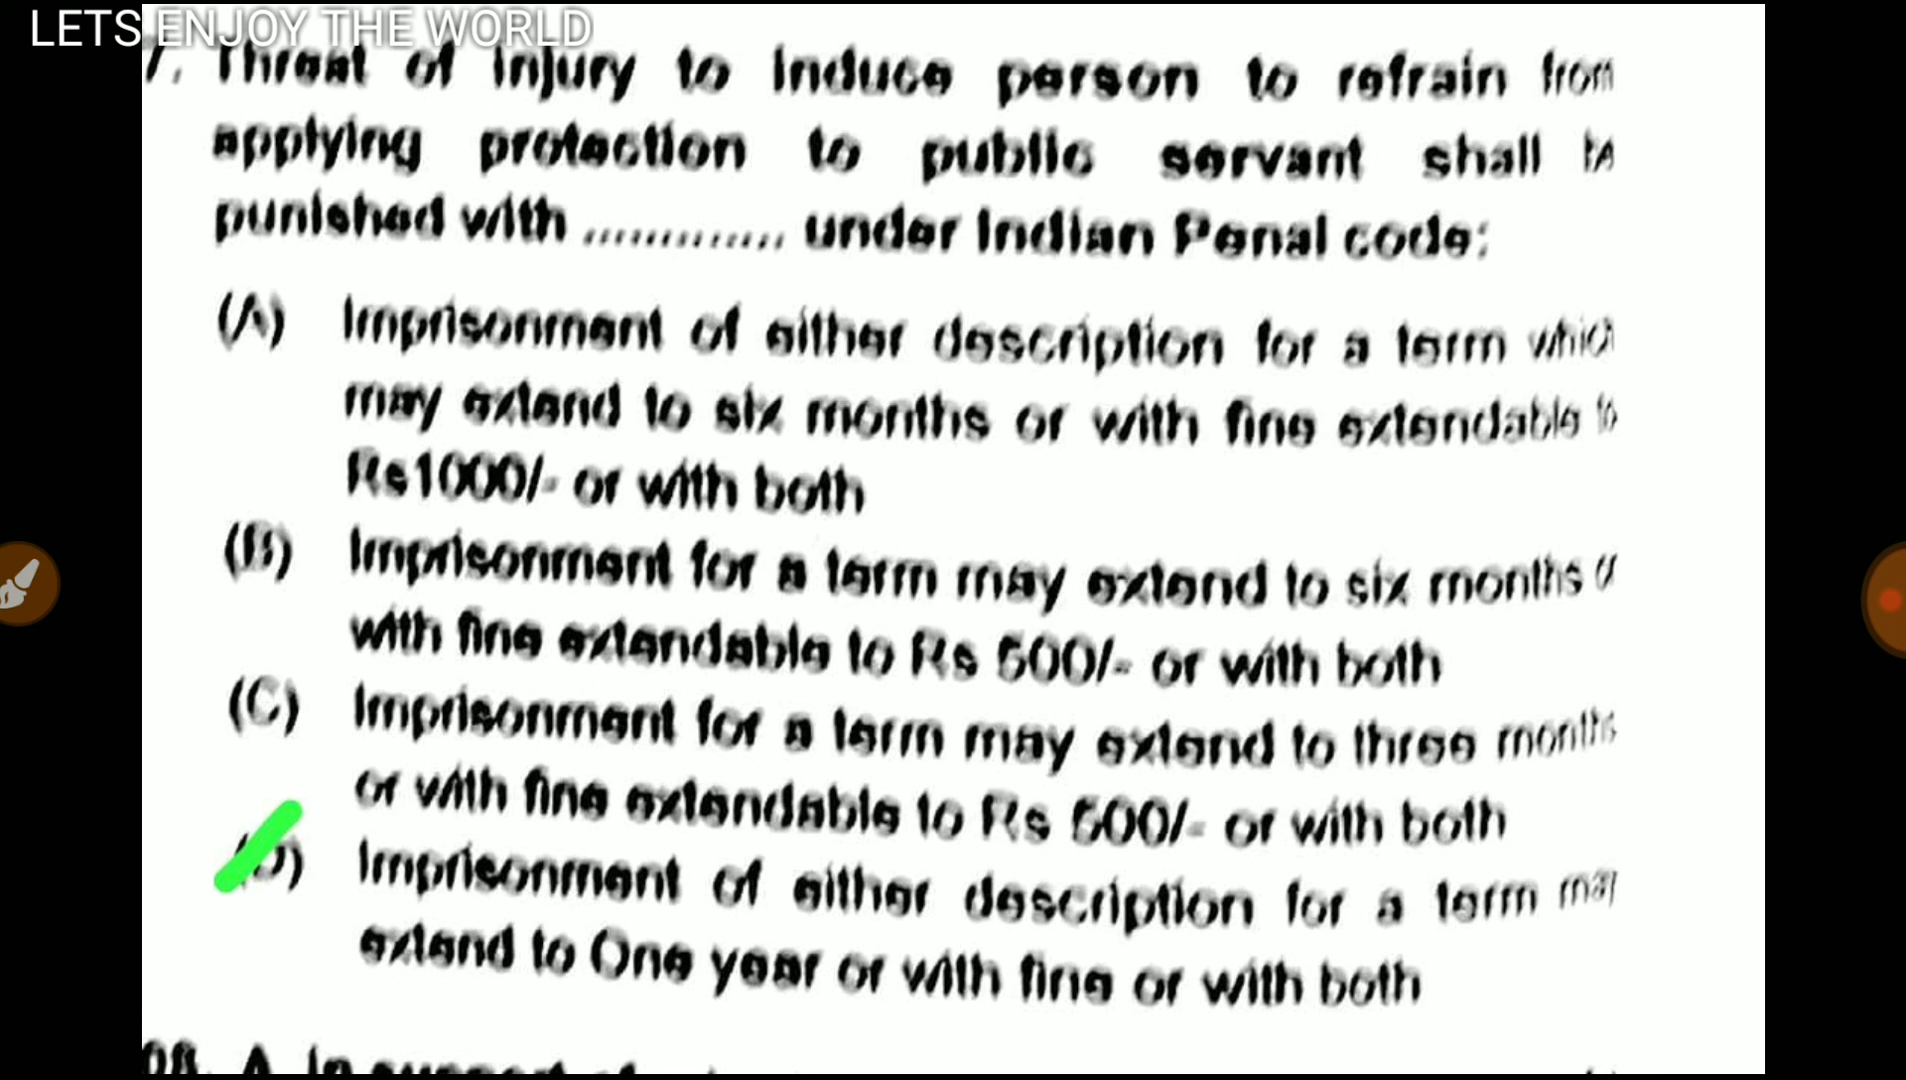 LETS ENJOY THE WORLD
7. Threat of injury to induce person to refrain from
applying protection to public servant shall be
punished with ............. under Indian Penal code:
(A) Imprisonment of either description for a term which
may extend to six months or with fine extendable to
Rs1000/- or with both
(B) Imprisonment for a term may extend to six months or
with fine extendable to Rs 500/- or with both
(C) Imprisonment for a term may extend to three months
or with fine extendable to Rs 500/- or with both
(D) Imprisonment of either description for a term may
extend to One year or with fine or with both
08. A. In support of